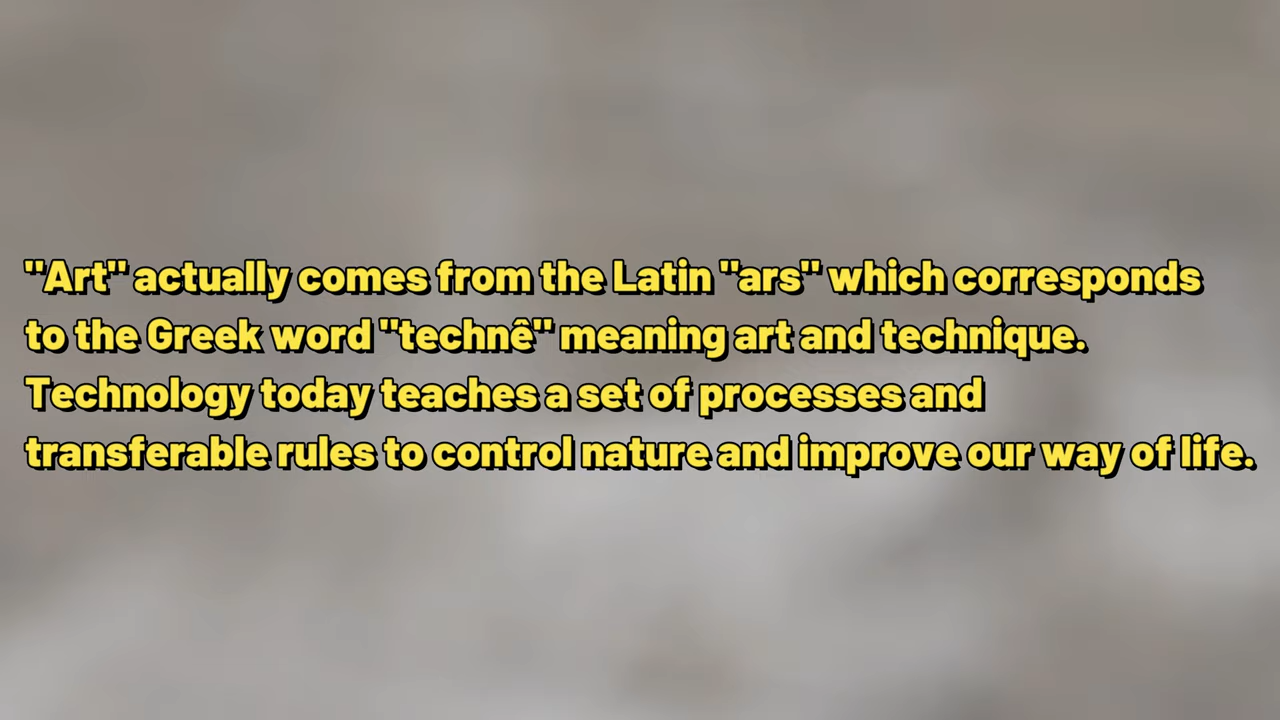 "Art" actually comes from the Latin "ars" which corresponds
to the Greek word "technê" meaning art and technique.
Technology today teaches a set of processes and
transferable rules to control nature and improve our way of life.